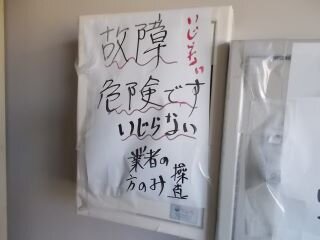 故障
いじらない
危険です
いじらない
業者の
方のみ
操作